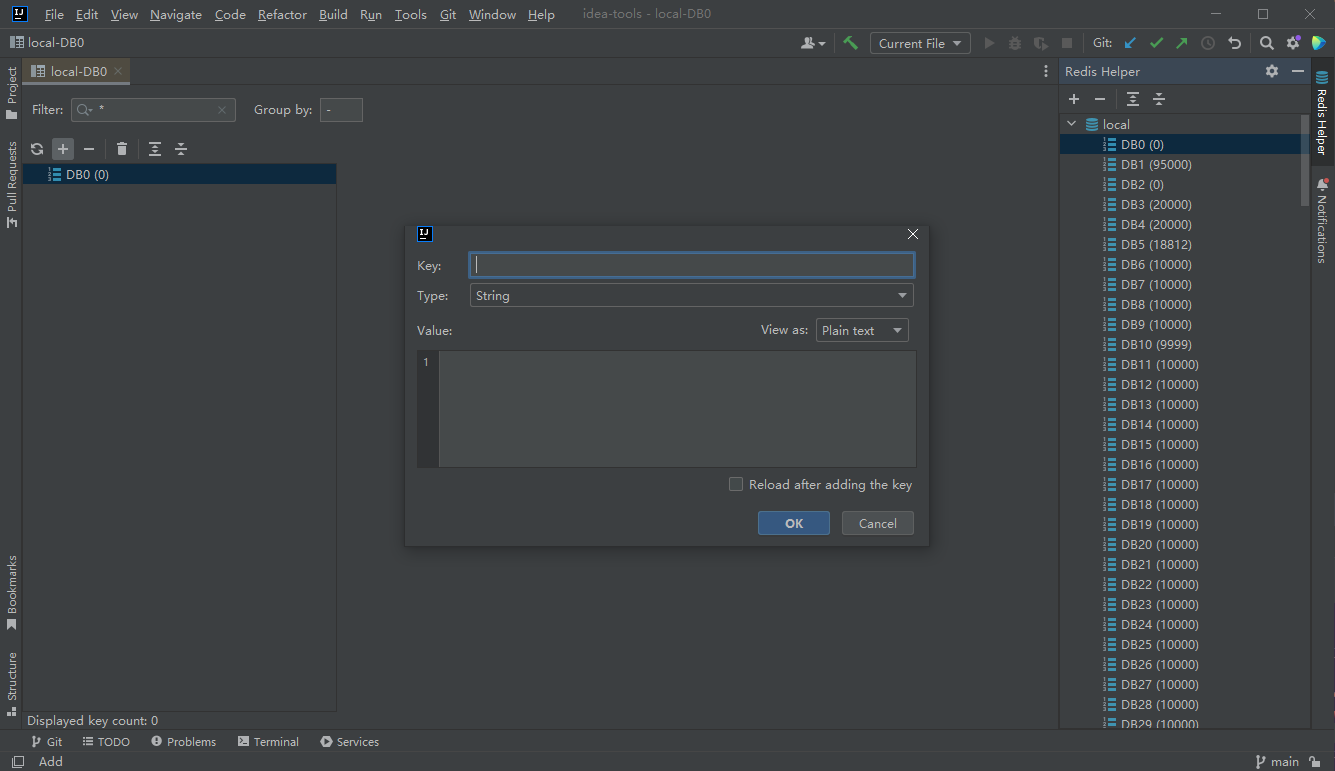 File Edit View Navigate Code Refactor Build Run Tools Git Window Help idea-tools - local-DB0
local-DB0
Current File
Git:
Project
Pull Requests
Bookmarks
Structure
local-DB0
Filter: *
Group by: -
DB0 (0)
Displayed key count: 0
Key:
Type: String
Value:
View as: Plain text
1
Reload after adding the key
OK Cancel
Redis Helper
local
DB0 (0)
DB1 (95000)
DB2 (0)
DB3 (20000)
DB4 (20000)
DB5 (18812)
DB6 (10000)
DB7 (10000)
DB8 (10000)
DB9 (10000)
DB10 (9999)
DB11 (10000)
DB12 (10000)
DB13 (10000)
DB14 (10000)
DB15 (10000)
DB16 (10000)
DB17 (10000)
DB18 (10000)
DB19 (10000)
DB20 (10000)
DB21 (10000)
DB22 (10000)
DB23 (10000)
DB24 (10000)
DB25 (10000)
DB26 (10000)
DB27 (10000)
DB28 (10000)
DB29 (10000)
Redis Helper
Notifications
Git TODO Problems Terminal Services
Add
main